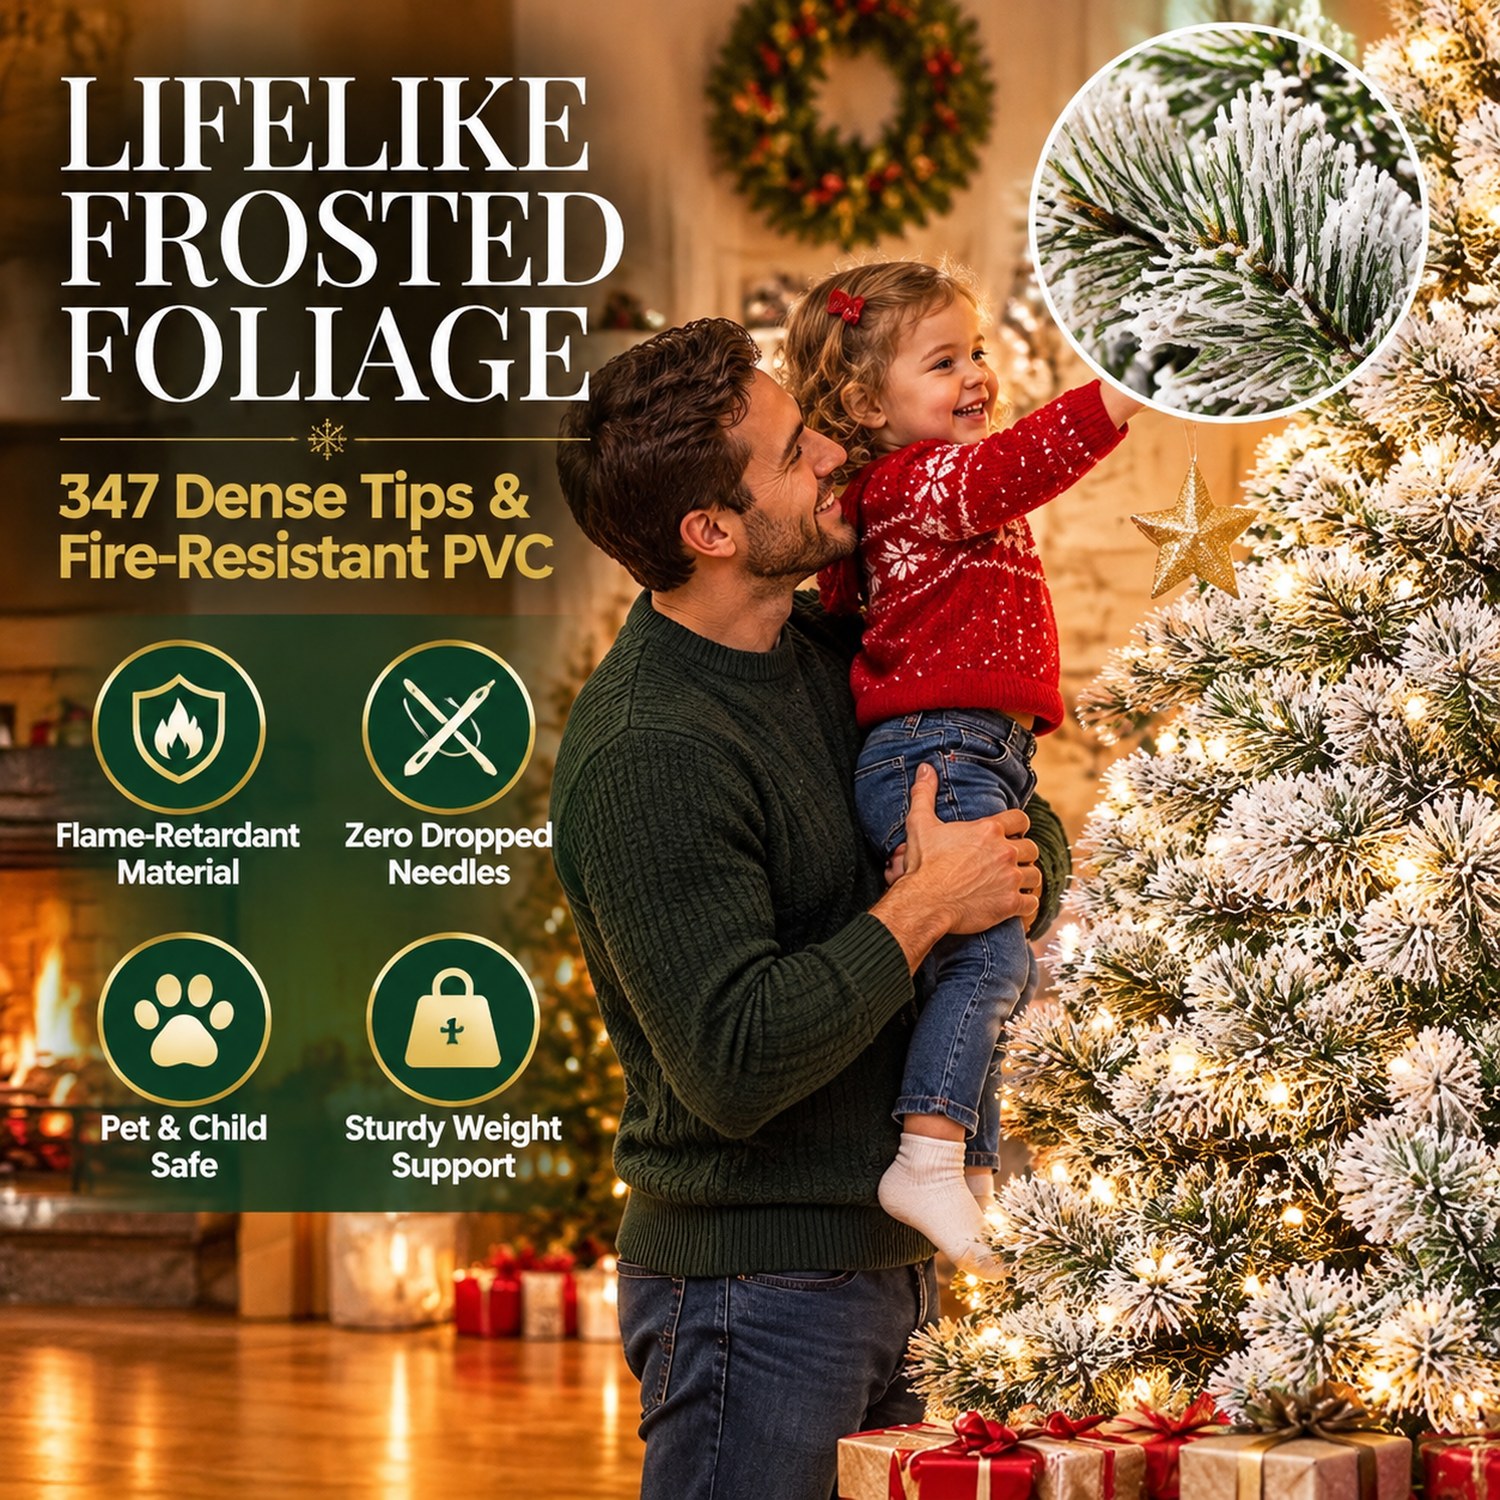 LIFELIKE
FROSTED
FOLIAGE
347 Dense Tips &
Fire-Resistant PVC
Flame-Retardant
Material
Zero Dropped
Needles
Pet & Child
Safe
Sturdy Weight
Support